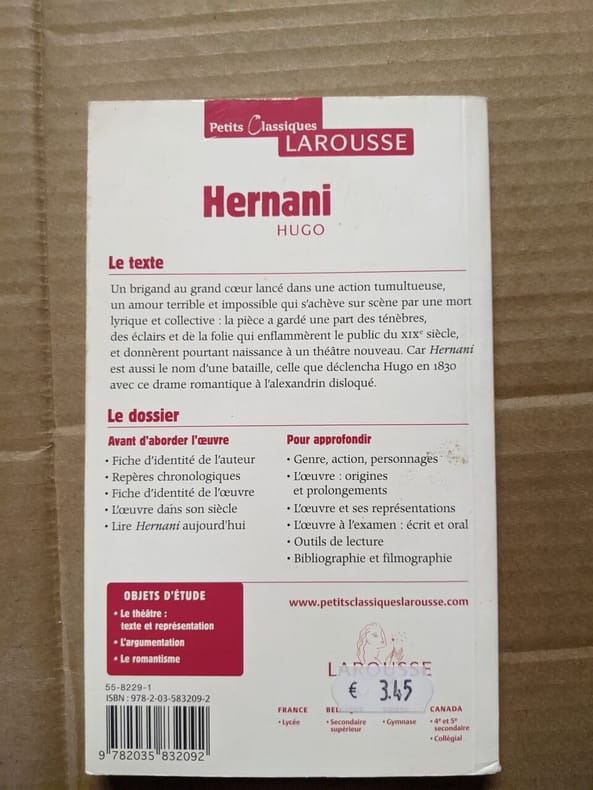 Petits Classiques
LAROUSSE
Hernani
HUGO
Le texte
Un brigand au grand cœur lancé dans une action tumultueuse,
un amour terrible et impossible qui s'achève sur scène par une mort
lyrique et collective : la pièce a gardé une part des ténèbres,
des éclairs et de la folie qui enflammèrent le public du XIXe siècle,
et donnèrent pourtant naissance à un théâtre nouveau. Car Hernani
est aussi le nom d'une bataille, celle que déclencha Hugo en 1830
avec ce drame romantique à l'alexandrin disloqué.
Le dossier
Avant d'aborder l'œuvre
• Fiche d'identité de l'auteur
• Repères chronologiques
• Fiche d'identité de l'œuvre
• L'œuvre dans son siècle
• Lire Hernani aujourd'hui
Pour approfondir
• Genre, action, personnages
• L'œuvre : origines
et prolongements
• L'œuvre et ses représentations
• L'œuvre à l'examen : écrit et oral
• Outils de lecture
• Bibliographie et filmographie
OBJETS D'ÉTUDE
• Le théâtre :
texte et représentation
• L'argumentation
• Le romantisme
www.petitsclassiqueslarousse.com
LAROUSSE
€ 3.45
55-8229-1
ISBN : 978-2-03-583209-2
9 782035 832092
FRANCE
• Lycée
• Secondaire
supérieur
• Gymnase
CANADA
• 4e et 5e
secondaire
• Collégial